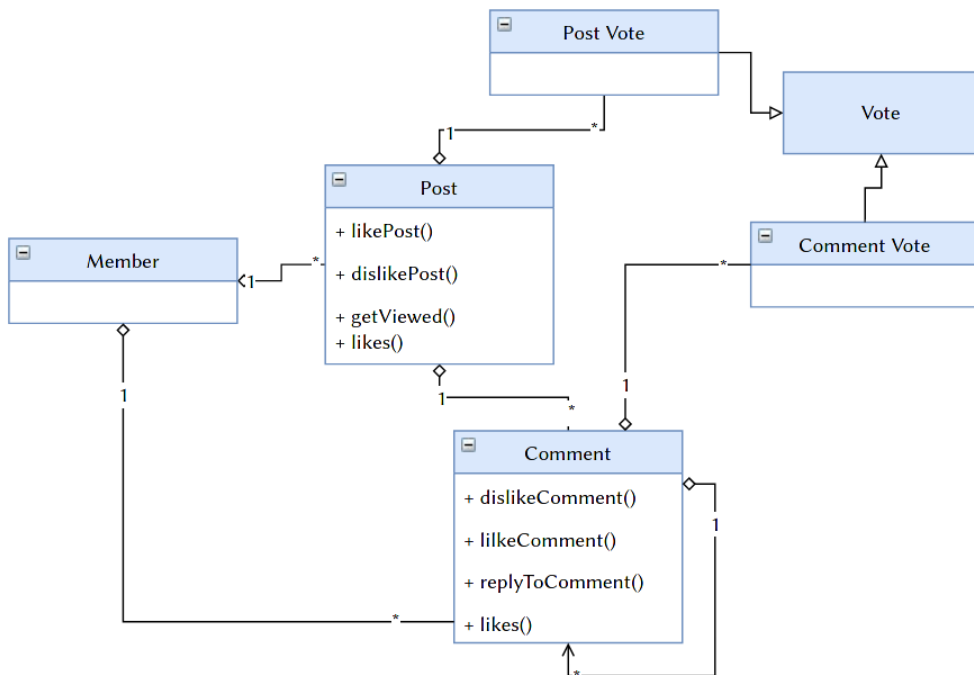 Post Vote
Vote
1
*
Post
+ likePost()
+ dislikePost()
+ getViewed()
+ likes()
Comment Vote
*
Member
1
*
1
1
1
*
Comment
+ dislikeComment()
+ lilkeComment()
+ replyToComment()
+ likes()
1
*
*